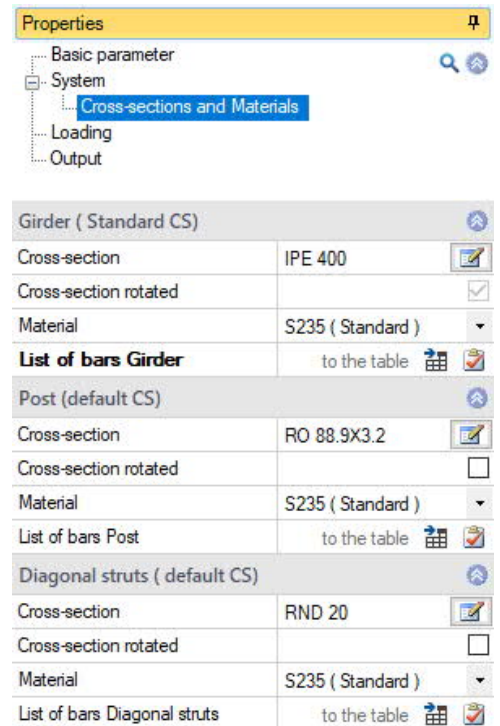 Properties
Basic parameter
System
Cross-sections and Materials
Loading
Output
Girder ( Standard CS)
Cross-section IPE 400
Cross-section rotated
Material S235 ( Standard )
List of bars Girder to the table
Post (default CS)
Cross-section RO 88.9X3.2
Cross-section rotated
Material S235 ( Standard )
List of bars Post to the table
Diagonal struts ( default CS)
Cross-section RND 20
Cross-section rotated
Material S235 ( Standard )
List of bars Diagonal struts to the table